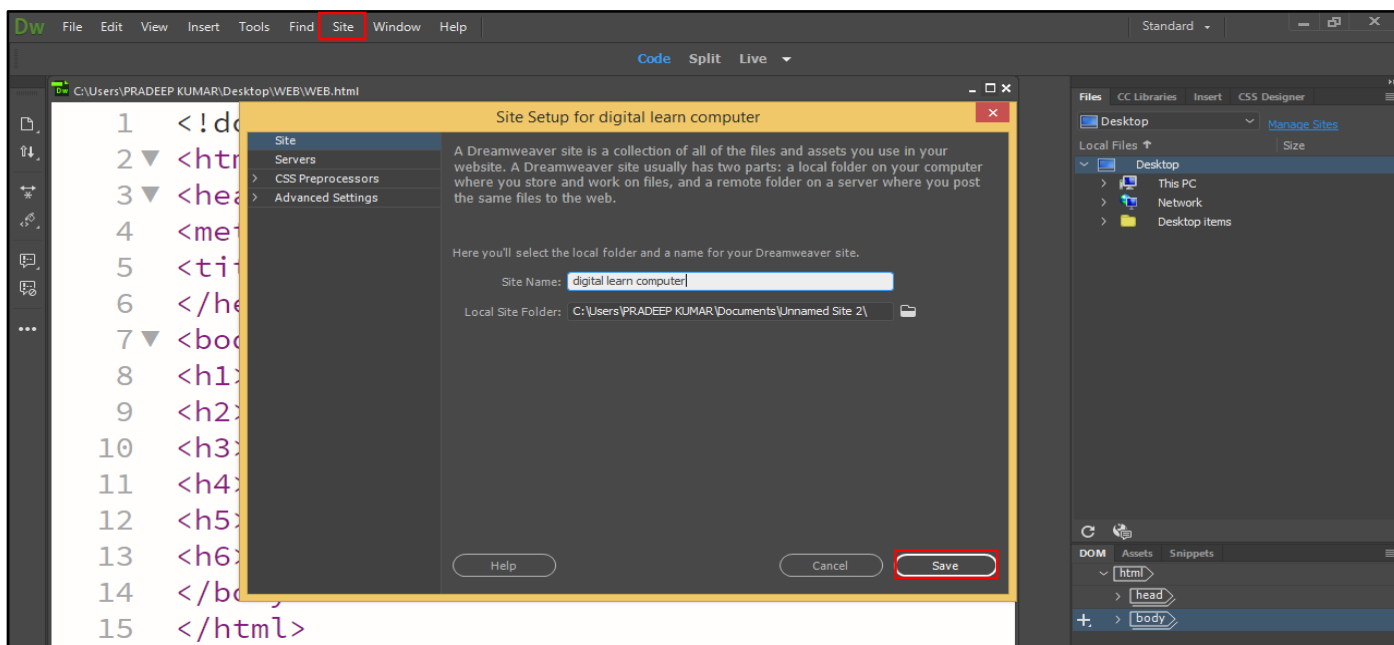 Dw File Edit View Insert Tools Find Site Window Help Standard
Code Split Live
C:\Users\PRADEEP KUMAR\Desktop\WEB\WEB.html
Files CC Libraries Insert CSS Designer
Desktop Manage Sites
Local Files Size
Desktop
This PC
Network
Desktop items
Site Setup for digital learn computer
Site
Servers
CSS Preprocessors
Advanced Settings
A Dreamweaver site is a collection of all of the files and assets you use in your
website. A Dreamweaver site usually has two parts: a local folder on your computer
where you store and work on files, and a remote folder on a server where you post
the same files to the web.
Here you'll select the local folder and a name for your Dreamweaver site.
Site Name: digital learn computer
Local Site Folder: C:\Users\PRADEEP KUMAR\Documents\Unnamed Site 2\
Help Cancel Save
1 <!do
2 <htm
3 <hea
4 <met
5 <tit
6 </he
7 <bod
8 <h1>
9 <h2>
10 <h3>
11 <h4>
12 <h5>
13 <h6>
14 </body>
15 </html>
DOM Assets Snippets
html
head
body